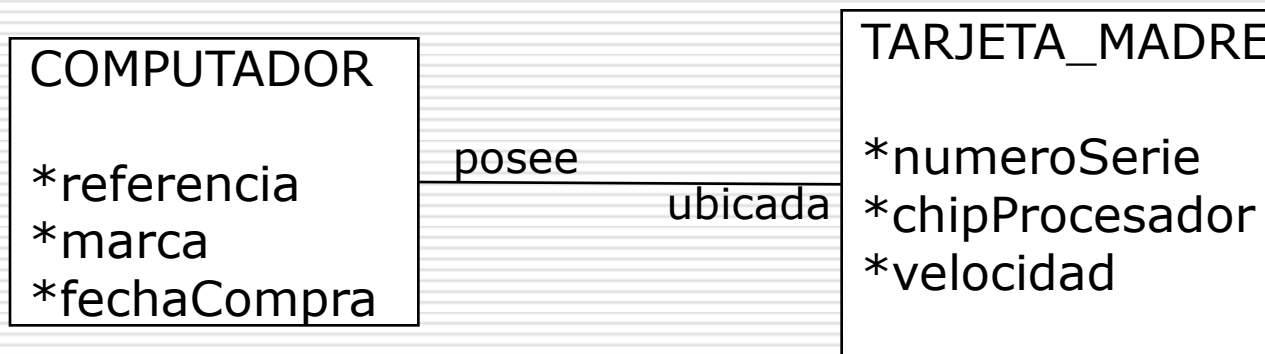 COMPUTADOR
*referencia
*marca
*fechaCompra
posee
ubicada
TARJETA_MADRE
*numeroSerie
*chipProcesador
*velocidad